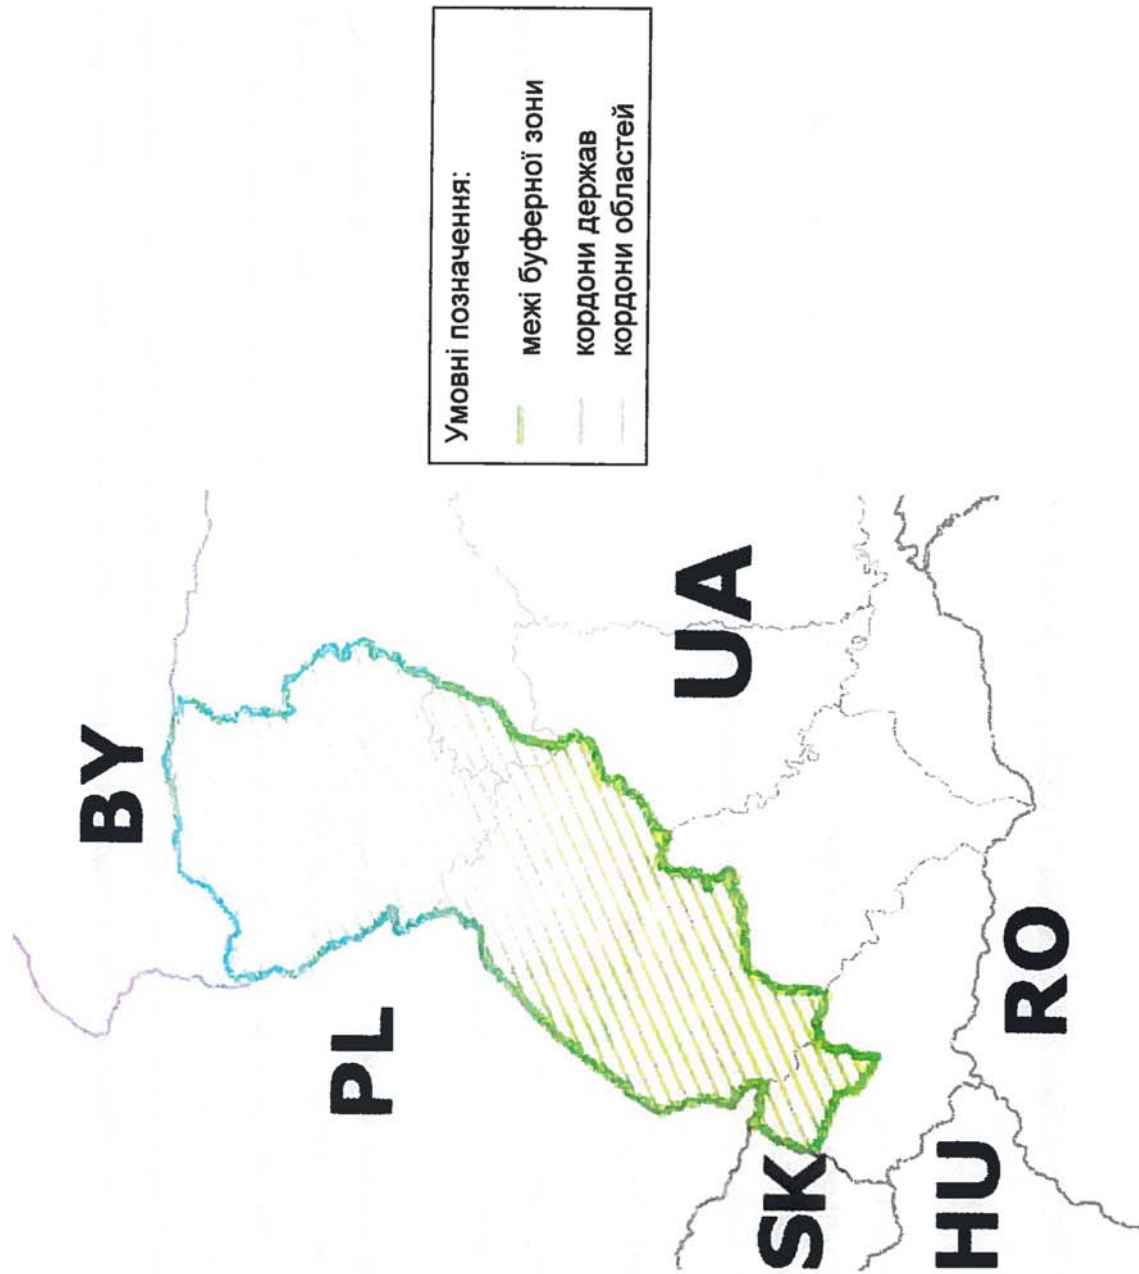 BY
PL
UA
SK
HU
RO
Умовні позначення:
межі буферної зони
кордони держав
кордони областей